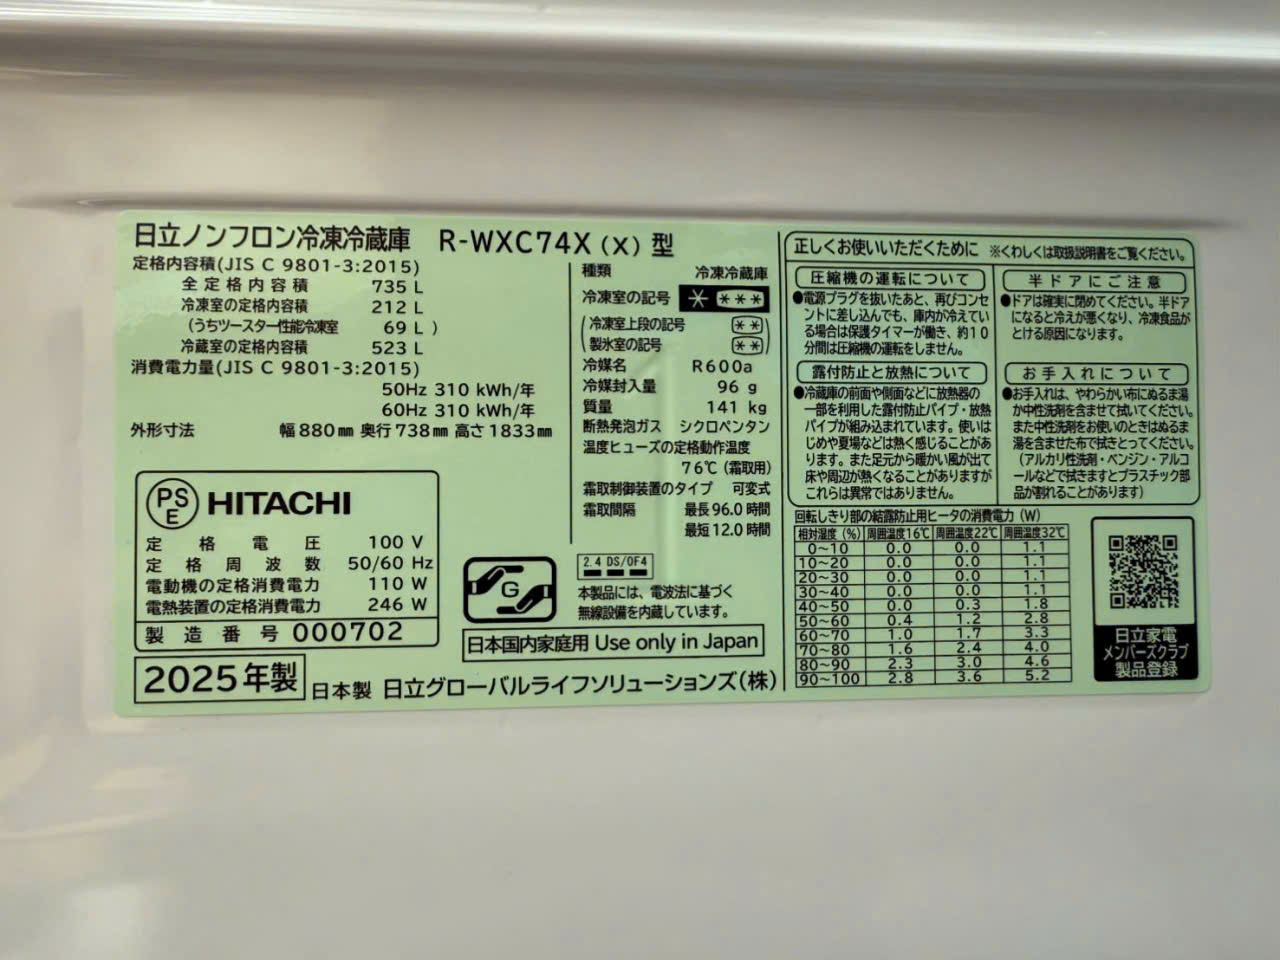 日立ノンフロン冷凍冷蔵庫 R-WXC74X (X) 型
定格内容積(JIS C 9801-3:2015)
全定格内容積 735 L
冷凍室の定格内容積 212 L
(うちツースター性能冷凍室 69 L )
冷蔵室の定格内容積 523 L
消費電力量(JIS C 9801-3:2015)
50Hz 310 kWh/年
60Hz 310 kWh/年
外形寸法 幅 880㎜ 奥行 738㎜ 高さ 1833㎜
PS E HITACHI
定格電圧 100 V
定格周波数 50/60 Hz
電動機の定格消費電力 110 W
電熱装置の定格消費電力 246 W
製造番号 000702
2025年製
日本製 日立グローバルライフソリューションズ(株)
種類 冷凍冷蔵庫
冷凍室の記号 * ***
(冷凍室上段の記号 **
製氷室の記号 **)
冷媒名 R600a
冷媒封入量 96 g
質量 141 kg
断熱発泡ガス シクロペンタン
温度ヒューズの定格動作温度
76℃ (霜取用)
霜取制御装置のタイプ 可変式
霜取間隔 最長 96.0 時間
最短 12.0 時間
G
2.4 DS/OF4
本製品には、電波法に基づく
無線設備を内蔵しています。
日本国内家庭用 Use only in Japan
正しくお使いいただくために ※くわしくは取扱説明書をご覧ください。
圧縮機の運転について
●電源プラグを抜いたあと、再びコンセ
ントに差し込んでも、庫内が冷えてい
る場合は保護タイマーが働き、約10
分間は圧縮機の運転をしません。
露付防止と放熱について
●冷蔵庫の前面や側面などに放熱器の
一部を利用した露付防止パイプ・放熱
パイプが組み込まれています。使いは
じめや夏場などは熱く感じることがあ
ります。また足元から暖かい風が出て
床や周辺が熱くなることがありますが
これらは異常ではありません。
半ドアにご注意
●ドアは確実に閉めてください。半ドア
になると冷えが悪くなり、冷凍食品が
とける原因になります。
お手入れについて
●お手入れは、やわらかい布にぬるま湯
か中性洗剤を含ませて拭いてください。
また中性洗剤をお使いのときはぬるま
湯を含ませた布で拭きとってください。
(アルカリ性洗剤・ベンジン・アルコ
ールなどで拭きますとプラスチック部
品が割れることがあります)
回転しきり部の結露防止用ヒータの消費電力 (W)
相対湿度 (%) 周囲温度16℃ 周囲温度22℃ 周囲温度32℃
0~10 0.0 0.0 1.1
10~20 0.0 0.0 1.1
20~30 0.0 0.0 1.1
30~40 0.0 0.0 1.1
40~50 0.0 0.3 1.8
50~60 0.4 1.2 2.8
60~70 1.0 1.7 3.3
70~80 1.6 2.4 4.0
80~90 2.3 3.0 4.6
90~100 2.8 3.6 5.2
日立家電
メンバーズクラブ
製品登録